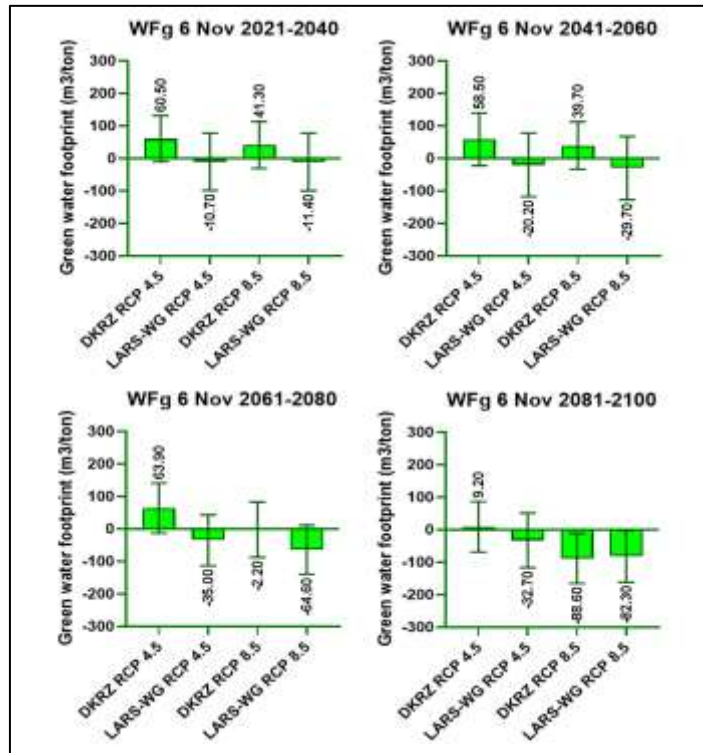 WFg 6 Nov 2021-2040
Green water footprint (m3/ton)
300
200
100
0
-100
-200
-300
60.50
-10.70
41.30
-11.40
DKRZ RCP 4.5
LARS-WG RCP 4.5
DKRZ RCP 8.5
LARS-WG RCP 8.5
WFg 6 Nov 2041-2060
Green water footprint (m3/ton)
300
200
100
0
-100
-200
-300
58.50
-20.20
39.70
-29.70
DKRZ RCP 4.5
LARS-WG RCP 4.5
DKRZ RCP 8.5
LARS-WG RCP 8.5
WFg 6 Nov 2061-2080
Green water footprint (m3/ton)
300
200
100
0
-100
-200
-300
63.90
-35.00
-2.20
-64.60
DKRZ RCP 4.5
LARS-WG RCP 4.5
DKRZ RCP 8.5
LARS-WG RCP 8.5
WFg 6 Nov 2081-2100
Green water footprint (m3/ton)
300
200
100
0
-100
-200
-300
9.20
-32.70
-88.60
-82.30
DKRZ RCP 4.5
LARS-WG RCP 4.5
DKRZ RCP 8.5
LARS-WG RCP 8.5